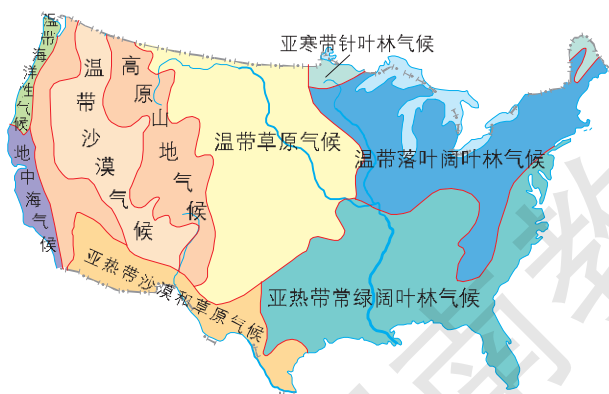 亚寒带针叶林气候
温带海洋性气候
地中海气候
温带沙漠气候
高原山地气候
温带草原气候
温带落叶阔叶林气候
亚热带沙漠和草原气候
亚热带常绿阔叶林气候
南教